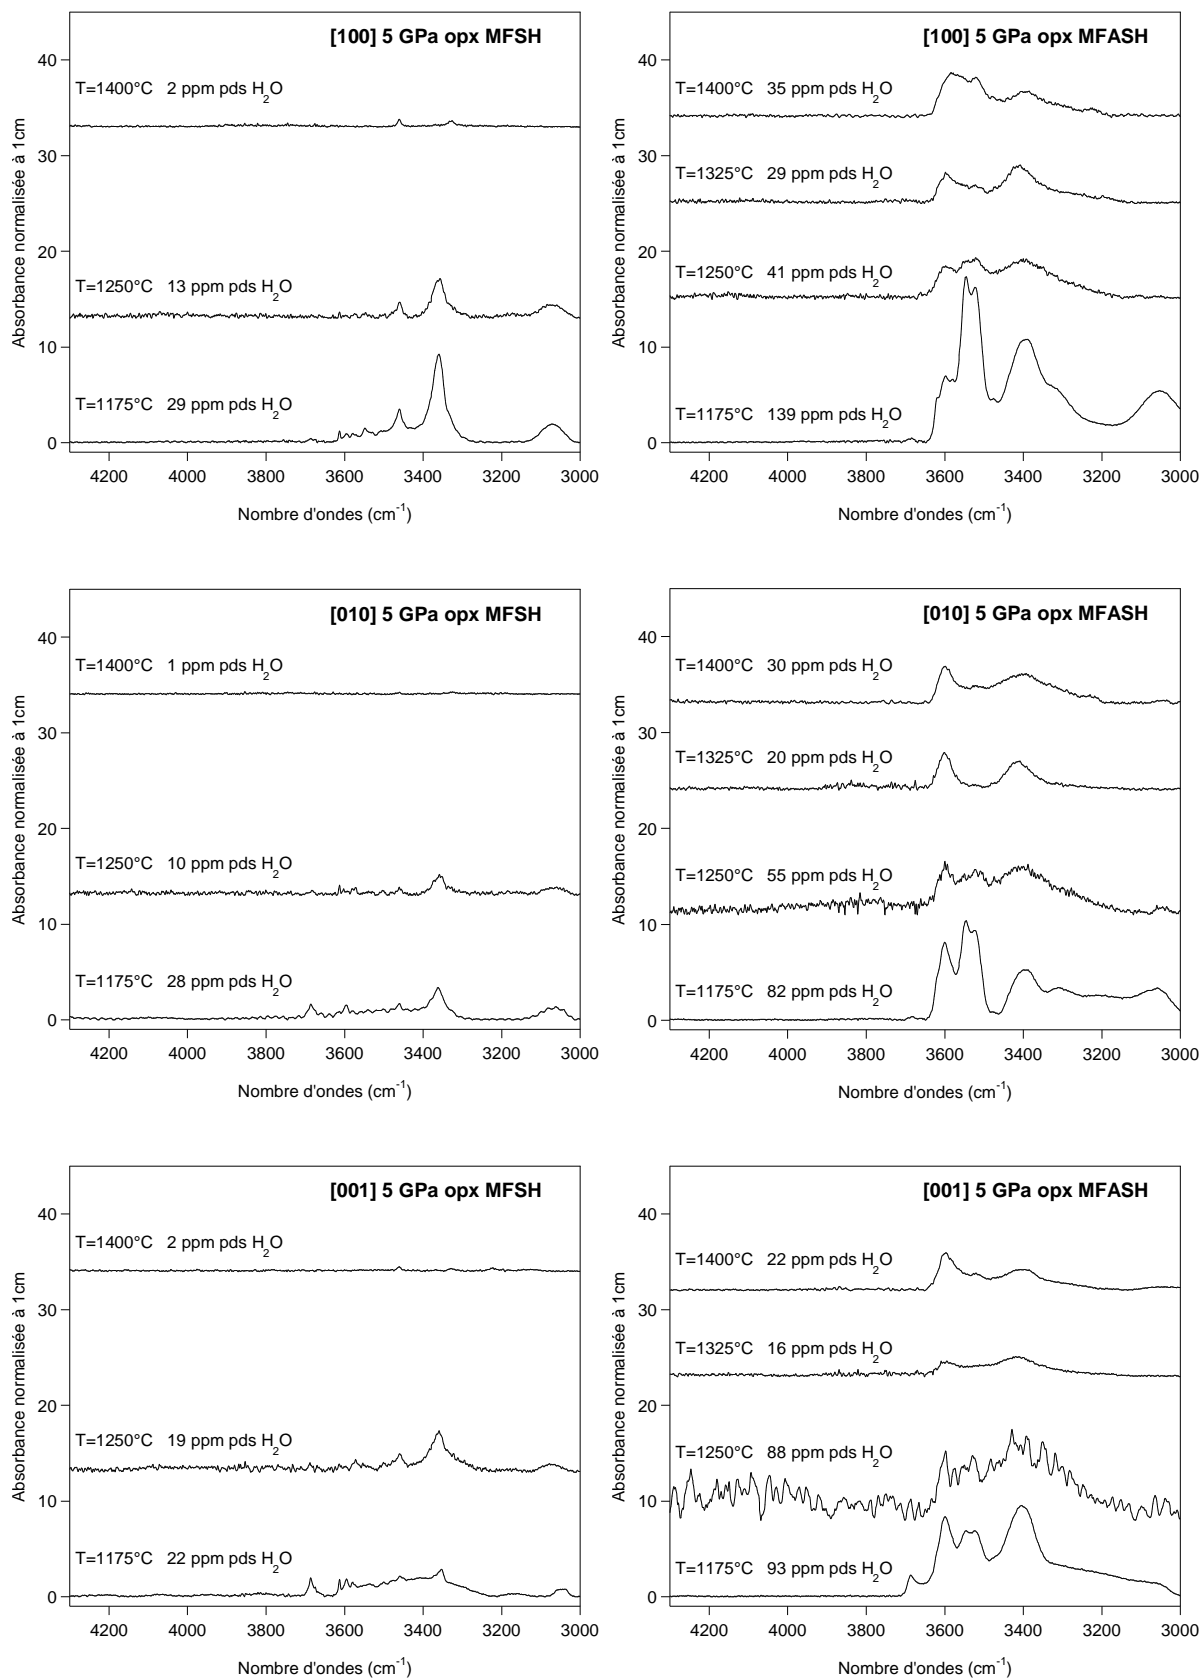 [100] 5 GPa opx MFSH
Absorbance normalisée à 1cm
40
30
20
10
0
T=1400°C 2 ppm pds H2O
T=1250°C 13 ppm pds H2O
T=1175°C 29 ppm pds H2O
4200 4000 3800 3600 3400 3200 3000
Nombre d'ondes (cm-1)
[100] 5 GPa opx MFASH
Absorbance normalisée à 1cm
40
30
20
10
0
T=1400°C 35 ppm pds H2O
T=1325°C 29 ppm pds H2O
T=1250°C 41 ppm pds H2O
T=1175°C 139 ppm pds H2O
4200 4000 3800 3600 3400 3200 3000
Nombre d'ondes (cm-1)
[010] 5 GPa opx MFSH
Absorbance normalisée à 1cm
40
30
20
10
0
T=1400°C 1 ppm pds H2O
T=1250°C 10 ppm pds H2O
T=1175°C 28 ppm pds H2O
4200 4000 3800 3600 3400 3200 3000
Nombre d'ondes (cm-1)
[010] 5 GPa opx MFASH
Absorbance normalisée à 1cm
40
30
20
10
0
T=1400°C 30 ppm pds H2O
T=1325°C 20 ppm pds H2O
T=1250°C 55 ppm pds H2O
T=1175°C 82 ppm pds H2O
4200 4000 3800 3600 3400 3200 3000
Nombre d'ondes (cm-1)
[001] 5 GPa opx MFSH
Absorbance normalisée à 1cm
40
30
20
10
0
T=1400°C 2 ppm pds H2O
T=1250°C 19 ppm pds H2O
T=1175°C 22 ppm pds H2O
4200 4000 3800 3600 3400 3200 3000
Nombre d'ondes (cm-1)
[001] 5 GPa opx MFASH
Absorbance normalisée à 1cm
40
30
20
10
0
T=1400°C 22 ppm pds H2O
T=1325°C 16 ppm pds H2O
T=1250°C 88 ppm pds H2O
T=1175°C 93 ppm pds H2O
4200 4000 3800 3600 3400 3200 3000
Nombre d'ondes (cm-1)